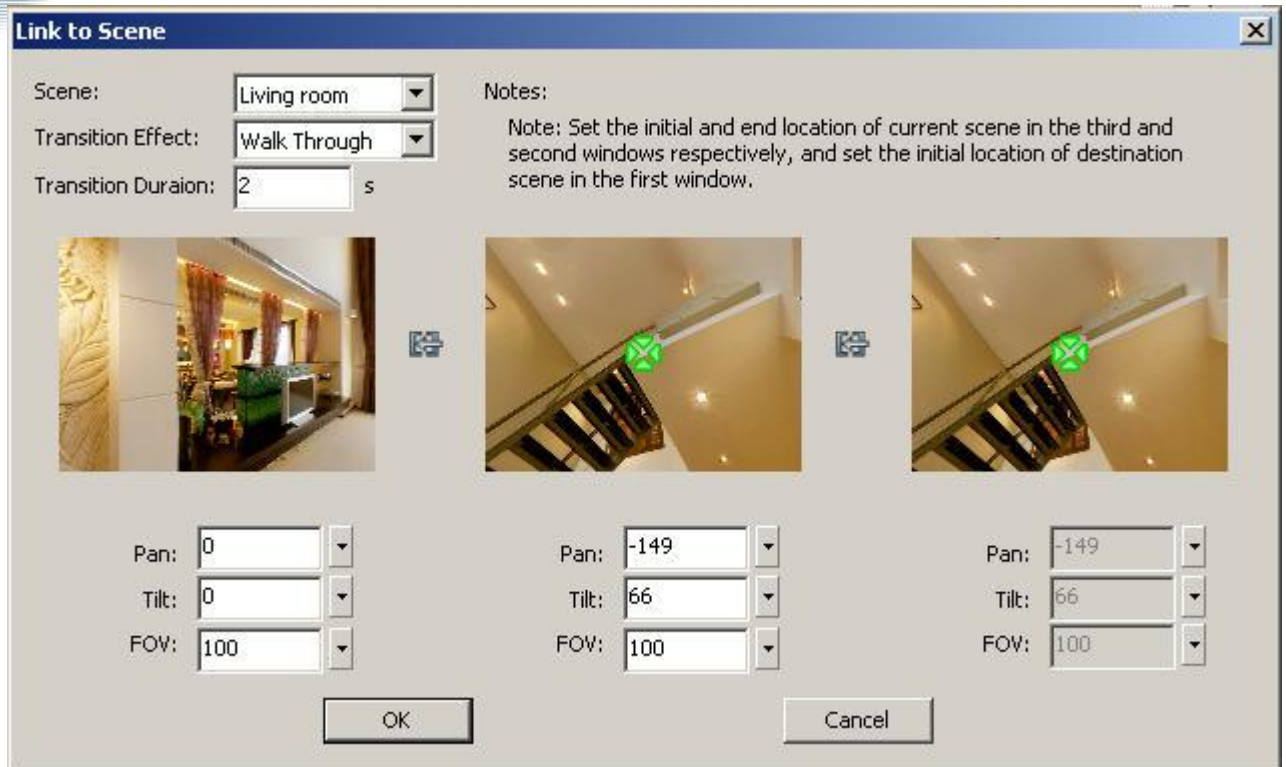 Link to Scene
Scene: Living room
Transition Effect: Walk Through
Transition Duraion: 2 s
Notes:
Note: Set the initial and end location of current scene in the third and
second windows respectively, and set the initial location of destination
scene in the first window.
Pan: 0
Tilt: 0
FOV: 100
Pan: -149
Tilt: 66
FOV: 100
Pan: -149
Tilt: 66
FOV: 100
OK
Cancel